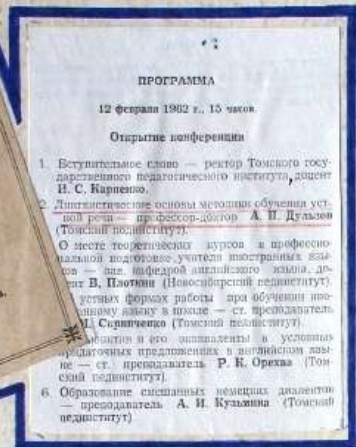 ПРОГРАММА
12 февраля 1962 г., 15 часов
Открытие конференции
1. Вступительное слово — ректор Томского госу-
дарственного педагогического института, доцент
И. С. Карпенко.
2. Лингвистические основы методики обучения уст-
ной речи — профессор-доктор А. П. Дульзон
(Томский пединститут).
О месте теоретических курсов в профессио-
нальной подготовке учителя иностранных язы-
ков — зав. кафедрой английского языка, до-
ент В. Плоткин (Новосибирский пединститут).
устных формах работы при обучении ино-
странному языку в школе — ст. преподаватель
Скрипченко (Томский пединститут).
и его эквиваленты в условных
придаточных предложениях в английском язы-
ке — ст. преподаватель Р. К. Орехва (Том-
ский пединститут).
6. Образование смешанных немецких диалектов
— преподаватель А. И. Кузьмина (Томский
пединститут)